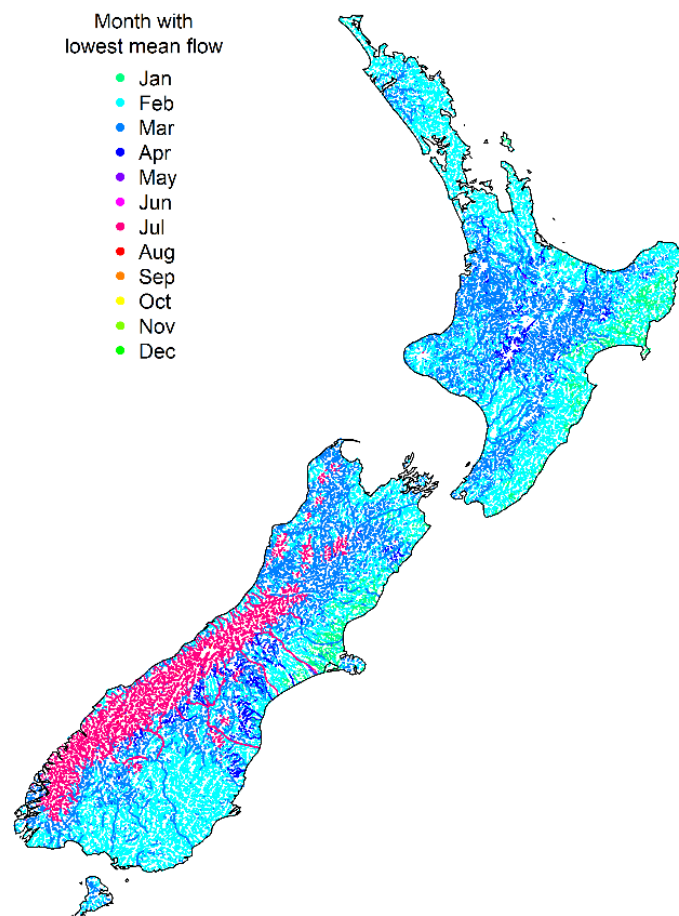 Month with
lowest mean flow
Jan
Feb
Mar
Apr
May
Jun
Jul
Aug
Sep
Oct
Nov
Dec